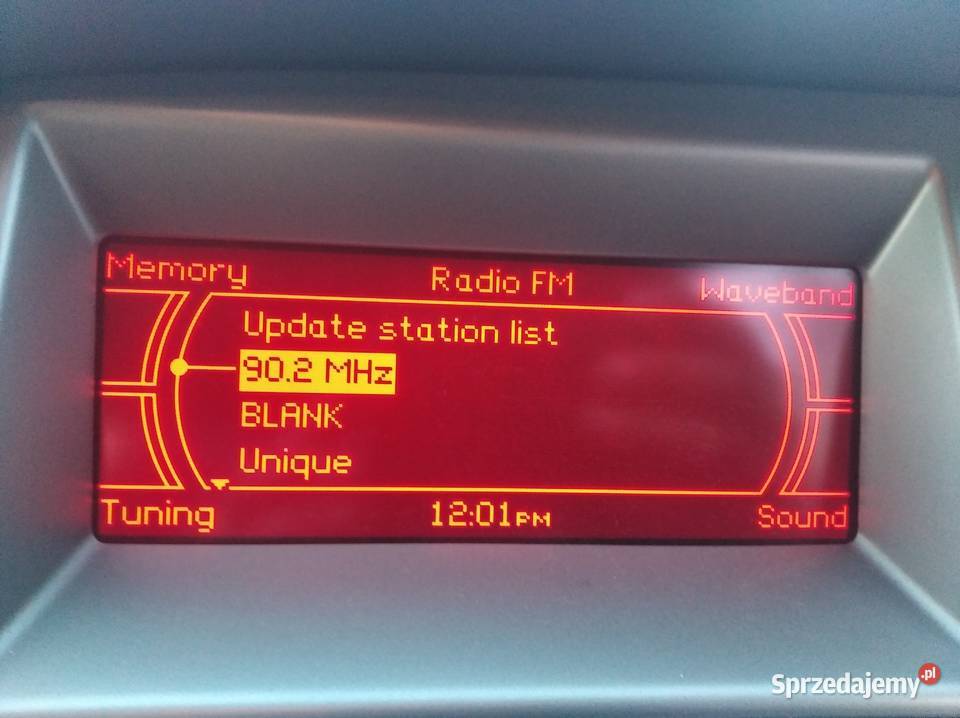 Memory Radio FM Waveband
Update station list
90.2 MHz
BLANK
Unique
Tuning 12:01PM Sound
Sprzedajemy.pl